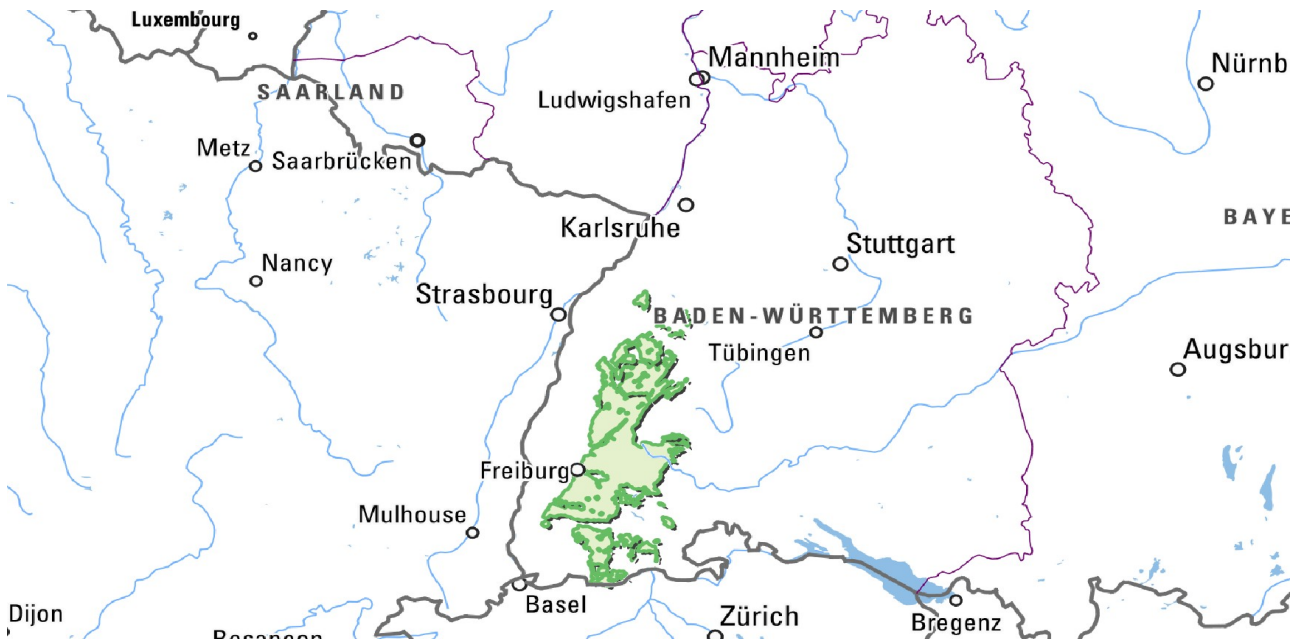 Luxembourg
Mannheim
Nürnb
SAARLAND
Ludwigshafen
Metz
Saarbrücken
Karlsruhe
BAYE
Stuttgart
Nancy
Strasbourg
BADEN-WÜRTTEMBERG
Tübingen
Augsbur
Freiburg
Mulhouse
Basel
Dijon
Zürich
Bregenz
Besançon